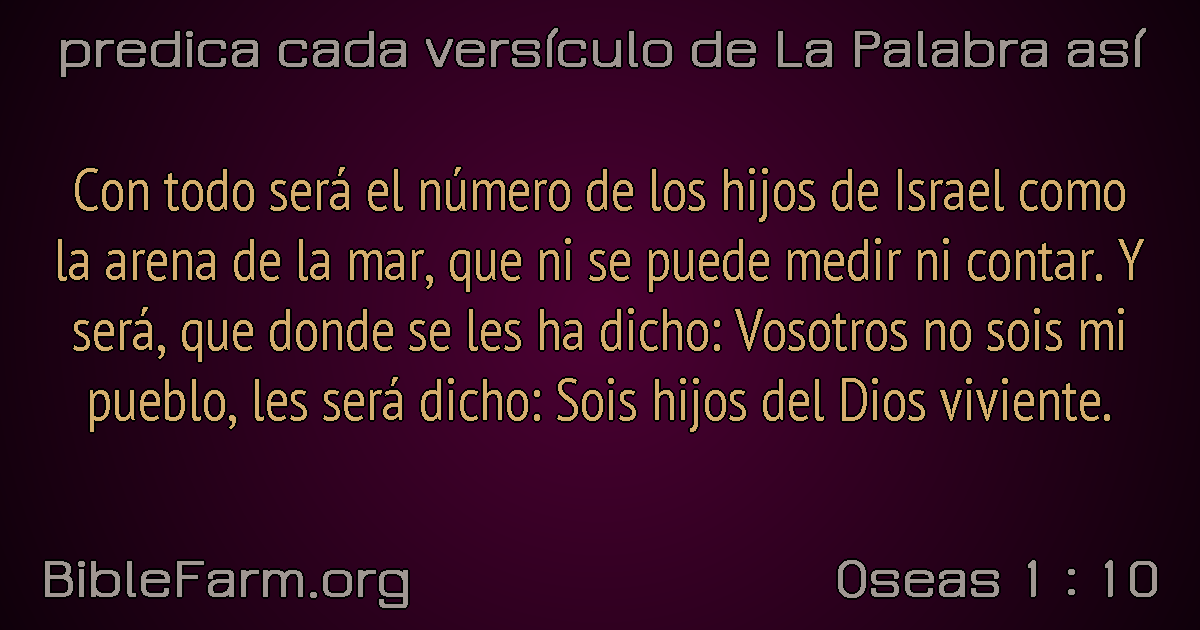 predica cada versículo de La Palabra así
Con todo será el número de los hijos de Israel como
la arena de la mar, que ni se puede medir ni contar. Y
será, que donde se les ha dicho: Vosotros no sois mi
pueblo, les será dicho: Sois hijos del Dios viviente.
BibleFarm.org
Oseas 1 : 10